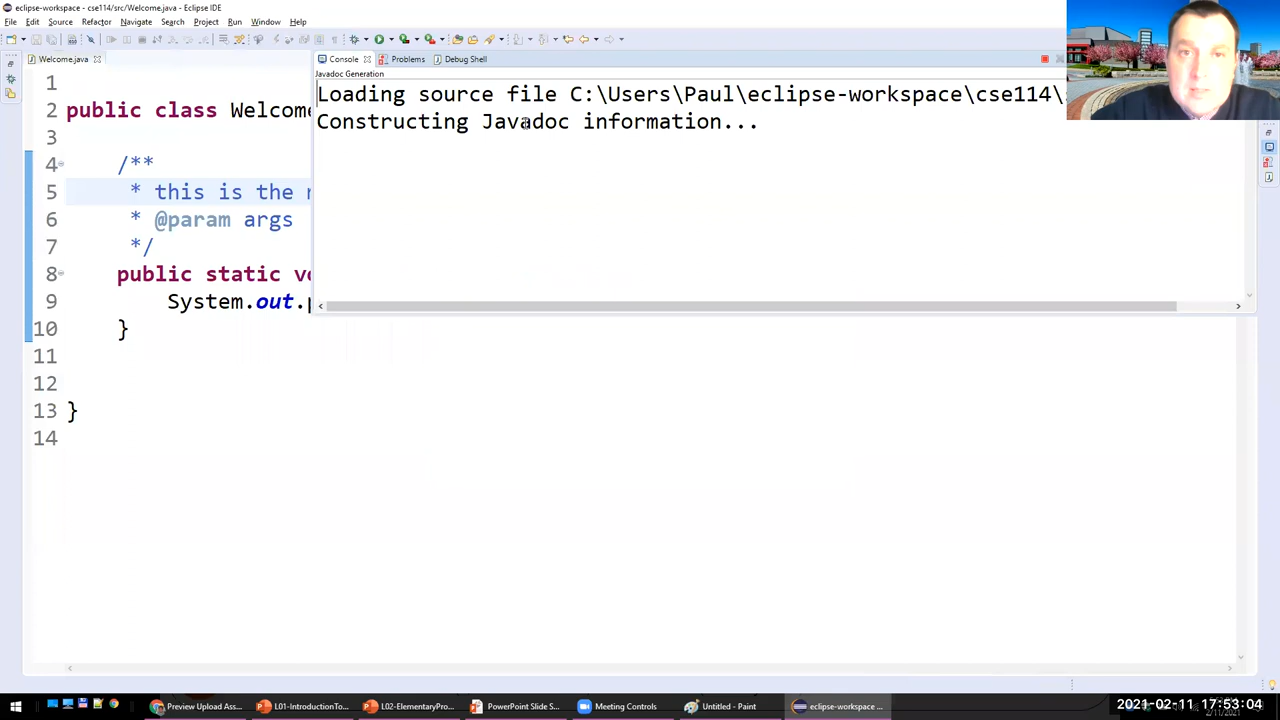 eclipse-workspace - cse114/src/Welcome.java - Eclipse IDE
File Edit Source Refactor Navigate Search Project Run Window Help
Welcome.java
Console Problems Debug Shell
Javadoc Generation
Loading source file C:\Users\Paul\eclipse-workspace\cse114\
Constructing Javadoc information...
1
2 public class Welcome
3
4 /**
5 * this is the
6 * @param args
7 */
8 public static
9 System.out.
10 }
11
12
13 }
14
Preview Upload Ass... L01-IntroductionTo... L02-ElementaryPro... PowerPoint Slide S... Meeting Controls Untitled - Paint eclipse-workspace ...
2021-02-11 17:53:04